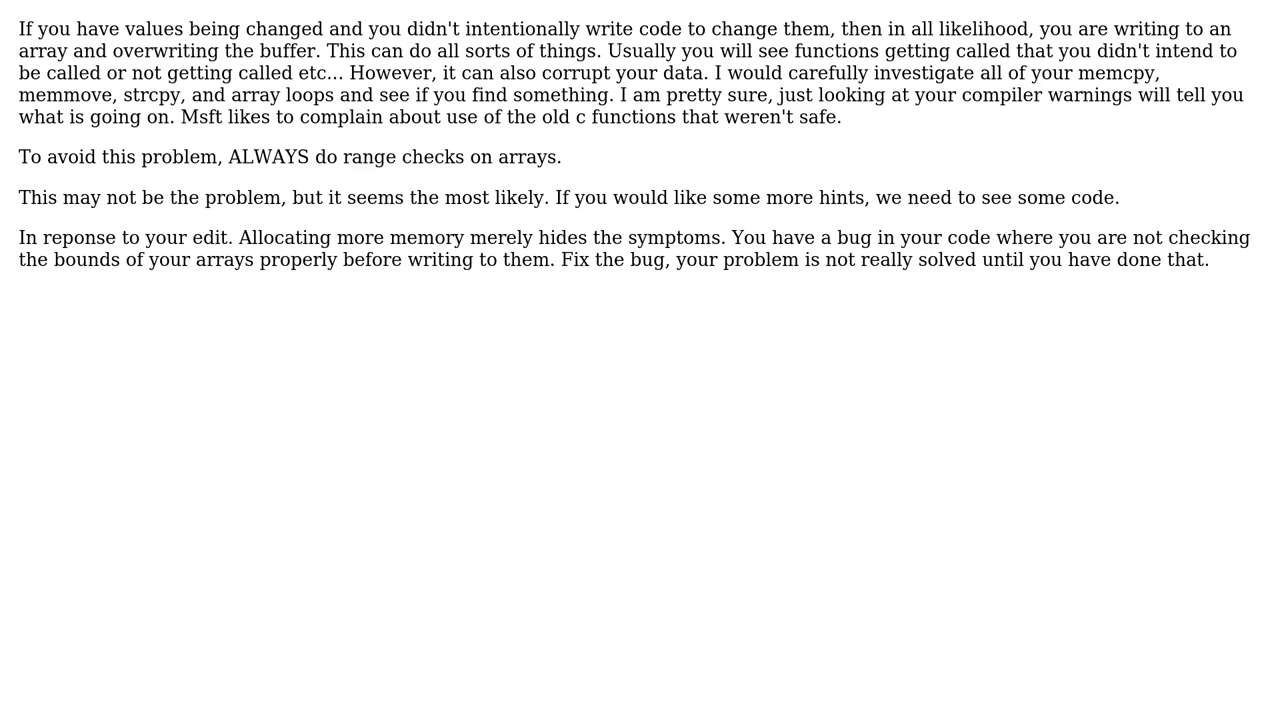 If you have values being changed and you didn't intentionally write code to change them, then in all likelihood, you are writing to an
array and overwriting the buffer. This can do all sorts of things. Usually you will see functions getting called that you didn't intend to
be called or not getting called etc... However, it can also corrupt your data. I would carefully investigate all of your memcpy,
memmove, strcpy, and array loops and see if you find something. I am pretty sure, just looking at your compiler warnings will tell you
what is going on. Msft likes to complain about use of the old c functions that weren't safe.
To avoid this problem, ALWAYS do range checks on arrays.
This may not be the problem, but it seems the most likely. If you would like some more hints, we need to see some code.
In reponse to your edit. Allocating more memory merely hides the symptoms. You have a bug in your code where you are not checking
the bounds of your arrays properly before writing to them. Fix the bug, your problem is not really solved until you have done that.